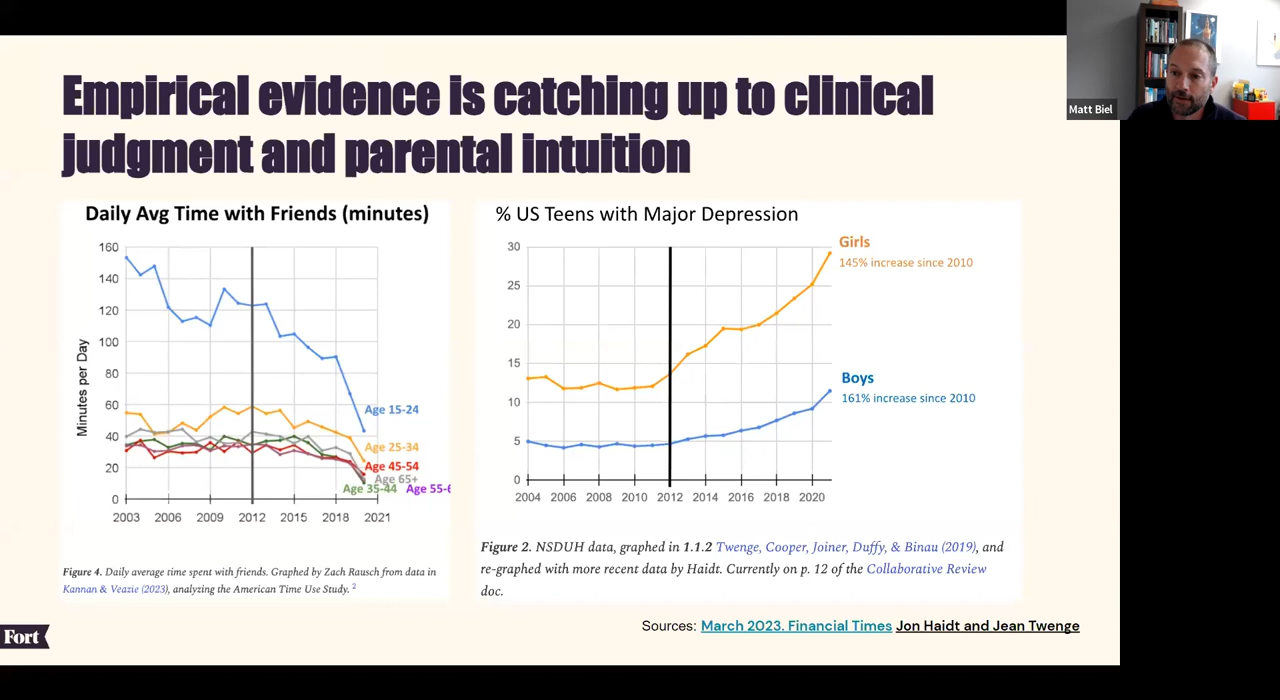 Empirical evidence is catching up to clinical
judgment and parental intuition
Matt Biel
Daily Avg Time with Friends (minutes)
Minutes per Day
160
140
120
100
80
60
40
20
0
2003
2006
2009
2012
2015
2018
2021
Age 15-24
Age 25-34
Age 45-54
Age 65+
Age 35-44
Age 55-6
Figure 4. Daily average time spent with friends. Graphed by Zach Rausch from data in
Kannan & Veazie (2023), analyzing the American Time Use Study. 2
% US Teens with Major Depression
30
25
20
15
10
5
0
2004
2006
2008
2010
2012
2014
2016
2018
2020
Girls
145% increase since 2010
Boys
161% increase since 2010
Figure 2. NSDUH data, graphed in 1.1.2 Twenge, Cooper, Joiner, Duffy, & Binau (2019), and
re-graphed with more recent data by Haidt. Currently on p. 12 of the Collaborative Review
doc.
Sources: March 2023. Financial Times Jon Haidt and Jean Twenge
Fort